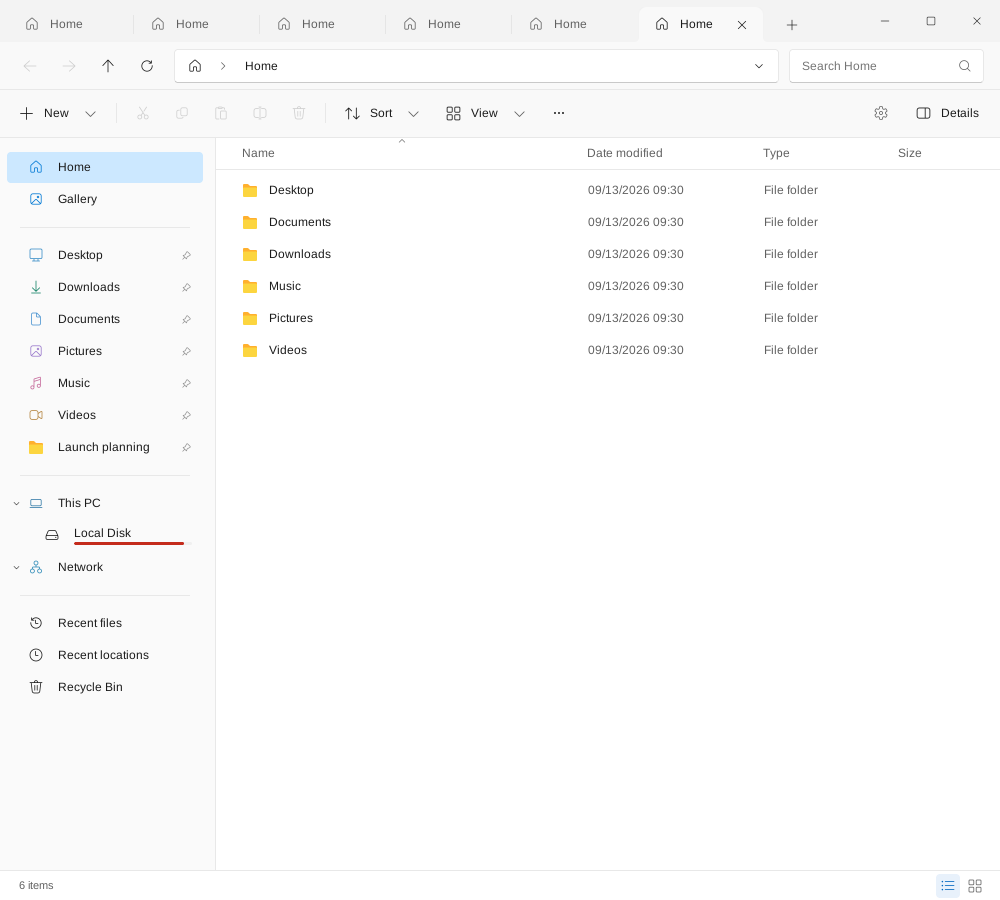 Home Home Home Home Home Home
Home Search Home
New Sort View Details
Name Date modified Type Size
Home
Gallery
Desktop
Downloads
Documents
Pictures
Music
Videos
Launch planning
This PC
Local Disk
Network
Recent files
Recent locations
Recycle Bin
Desktop 09/13/2026 09:30 File folder
Documents 09/13/2026 09:30 File folder
Downloads 09/13/2026 09:30 File folder
Music 09/13/2026 09:30 File folder
Pictures 09/13/2026 09:30 File folder
Videos 09/13/2026 09:30 File folder
6 items